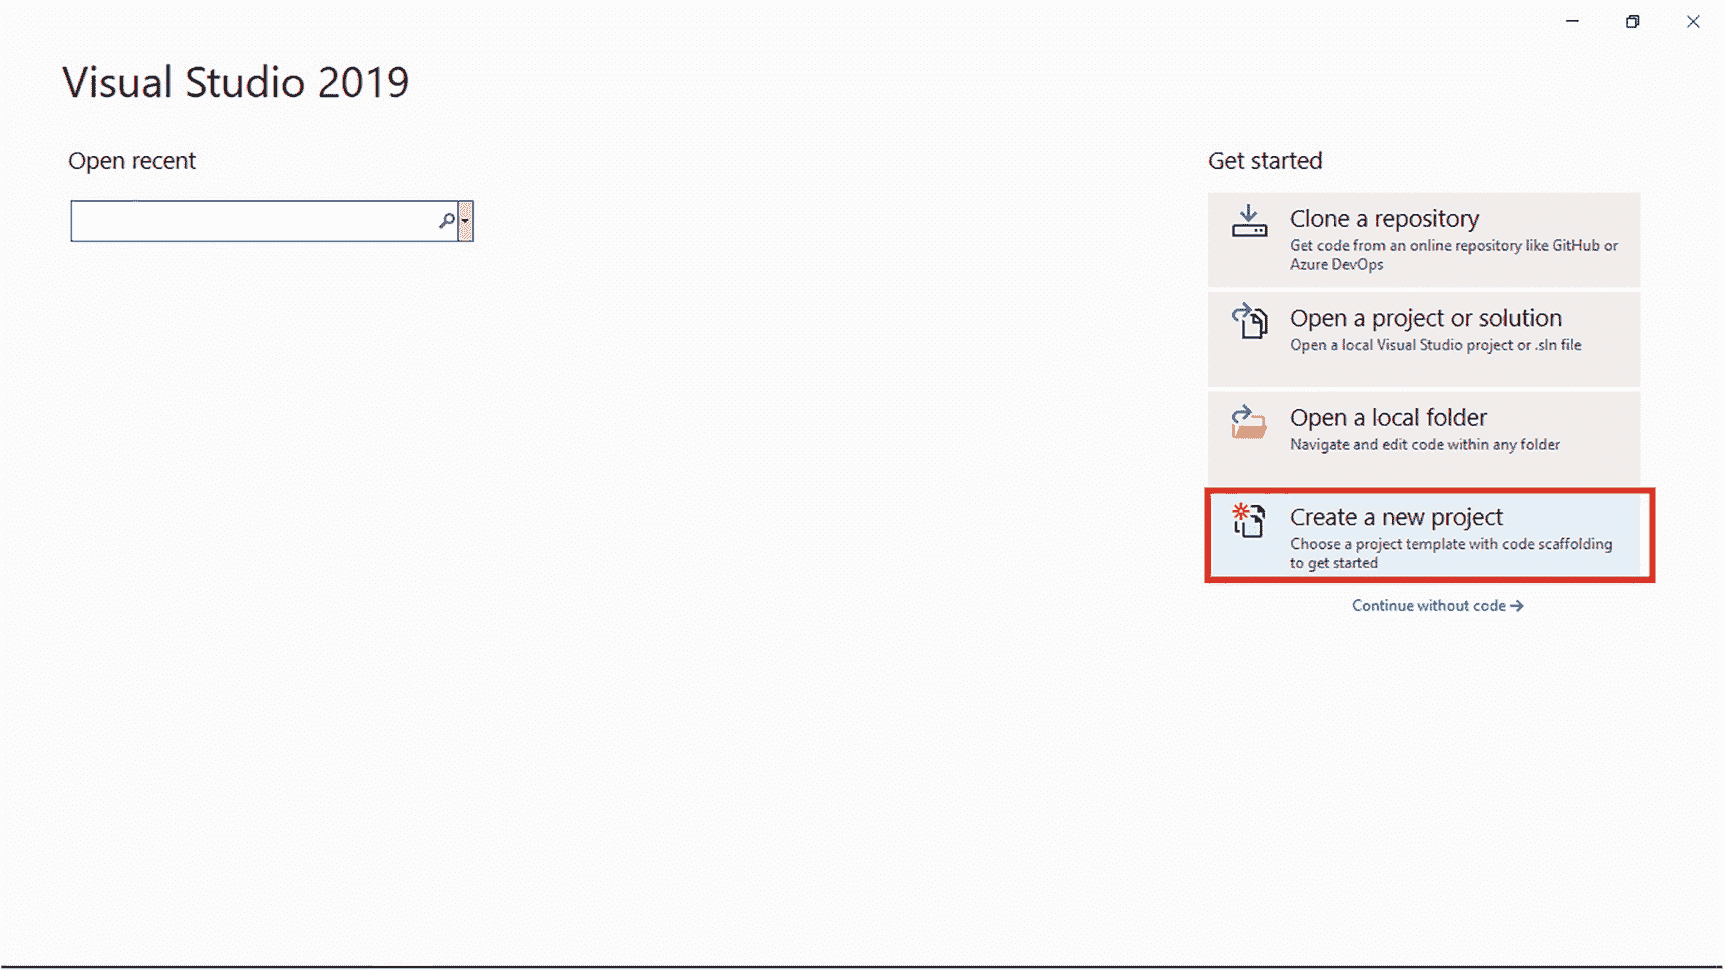 Visual Studio 2019
Open recent
Get started
Clone a repository
Get code from an online repository like GitHub or
Azure DevOps
Open a project or solution
Open a local Visual Studio project or .sln file
Open a local folder
Navigate and edit code within any folder
Create a new project
Choose a project template with code scaffolding
to get started
Continue without code →